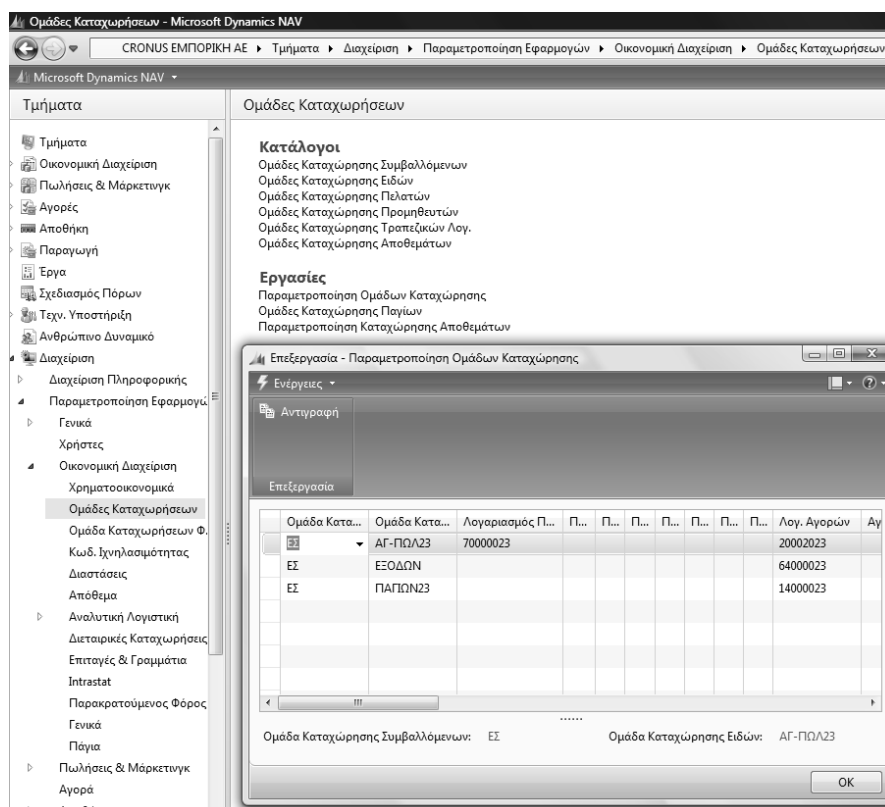 Ομάδες Καταχωρήσεων - Microsoft Dynamics NAV
CRONUS ΕΜΠΟΡΙΚΗ ΑΕ Τμήματα Διαχείριση Παραμετροποίηση Εφαρμογών Οικονομική Διαχείριση Ομάδες Καταχωρήσεων
Microsoft Dynamics NAV
Τμήματα
Τμήματα
Οικονομική Διαχείριση
Πωλήσεις & Μάρκετινγκ
Αγορές
Αποθήκη
Παραγωγή
Έργα
Σχεδιασμός Πόρων
Τεχν. Υποστήριξη
Ανθρώπινο Δυναμικό
Διαχείριση
Διαχείριση Πληροφορικής
Παραμετροποίηση Εφαρμογώ
Γενικά
Χρήστες
Οικονομική Διαχείριση
Χρηματοοικονομικά
Ομάδες Καταχωρήσεων
Ομάδα Καταχωρήσεων Φ.
Κωδ. Ιχνηλασιμότητας
Διαστάσεις
Απόθεμα
Αναλυτική Λογιστική
Διεταιρικές Καταχωρήσεις
Επιταγές & Γραμμάτια
Intrastat
Παρακρατούμενος Φόρος
Γενικά
Πάγια
Πωλήσεις & Μάρκετινγκ
Αγορά
Ομάδες Καταχωρήσεων
Κατάλογοι
Ομάδες Καταχώρησης Συμβαλλόμενων
Ομάδες Καταχώρησης Ειδών
Ομάδες Καταχώρησης Πελατών
Ομάδες Καταχώρησης Προμηθευτών
Ομάδες Καταχώρησης Τραπεζικών Λογ.
Ομάδες Καταχώρησης Αποθεμάτων
Εργασίες
Παραμετροποίηση Ομάδων Καταχώρησης
Ομάδες Καταχώρησης Παγίων
Παραμετροποίηση Καταχώρησης Αποθεμάτων
Επεξεργασία - Παραμετροποίηση Ομάδων Καταχώρησης
Ενέργειες
Αντιγραφή
Επεξεργασία
Ομάδα Κατα... Ομάδα Κατα... Λογαριασμός Π... Π... Π... Π... Π... Π... Π... Π... Λογ. Αγορών Αγ
ΕΣ ΑΓ-ΠΩΛ23 70000023 20002023
ΕΣ ΕΞΟΔΩΝ 64000023
ΕΣ ΠΑΓΙΩΝ23 14000023
Ομάδα Καταχώρησης Συμβαλλόμενων: ΕΣ Ομάδα Καταχώρησης Ειδών: ΑΓ-ΠΩΛ23
OK